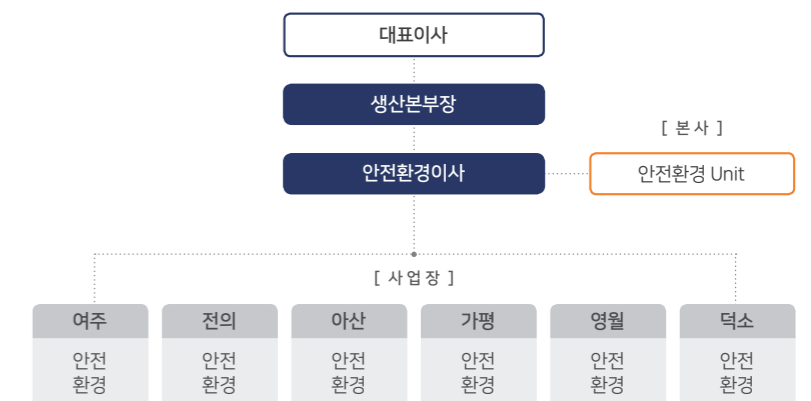 대표이사
생산본부장
[ 본사 ]
안전환경이사
안전환경 Unit
[ 사업장 ]
여주 전의 아산 가평 영월 덕소
안전 안전 안전 안전 안전 안전
환경 환경 환경 환경 환경 환경